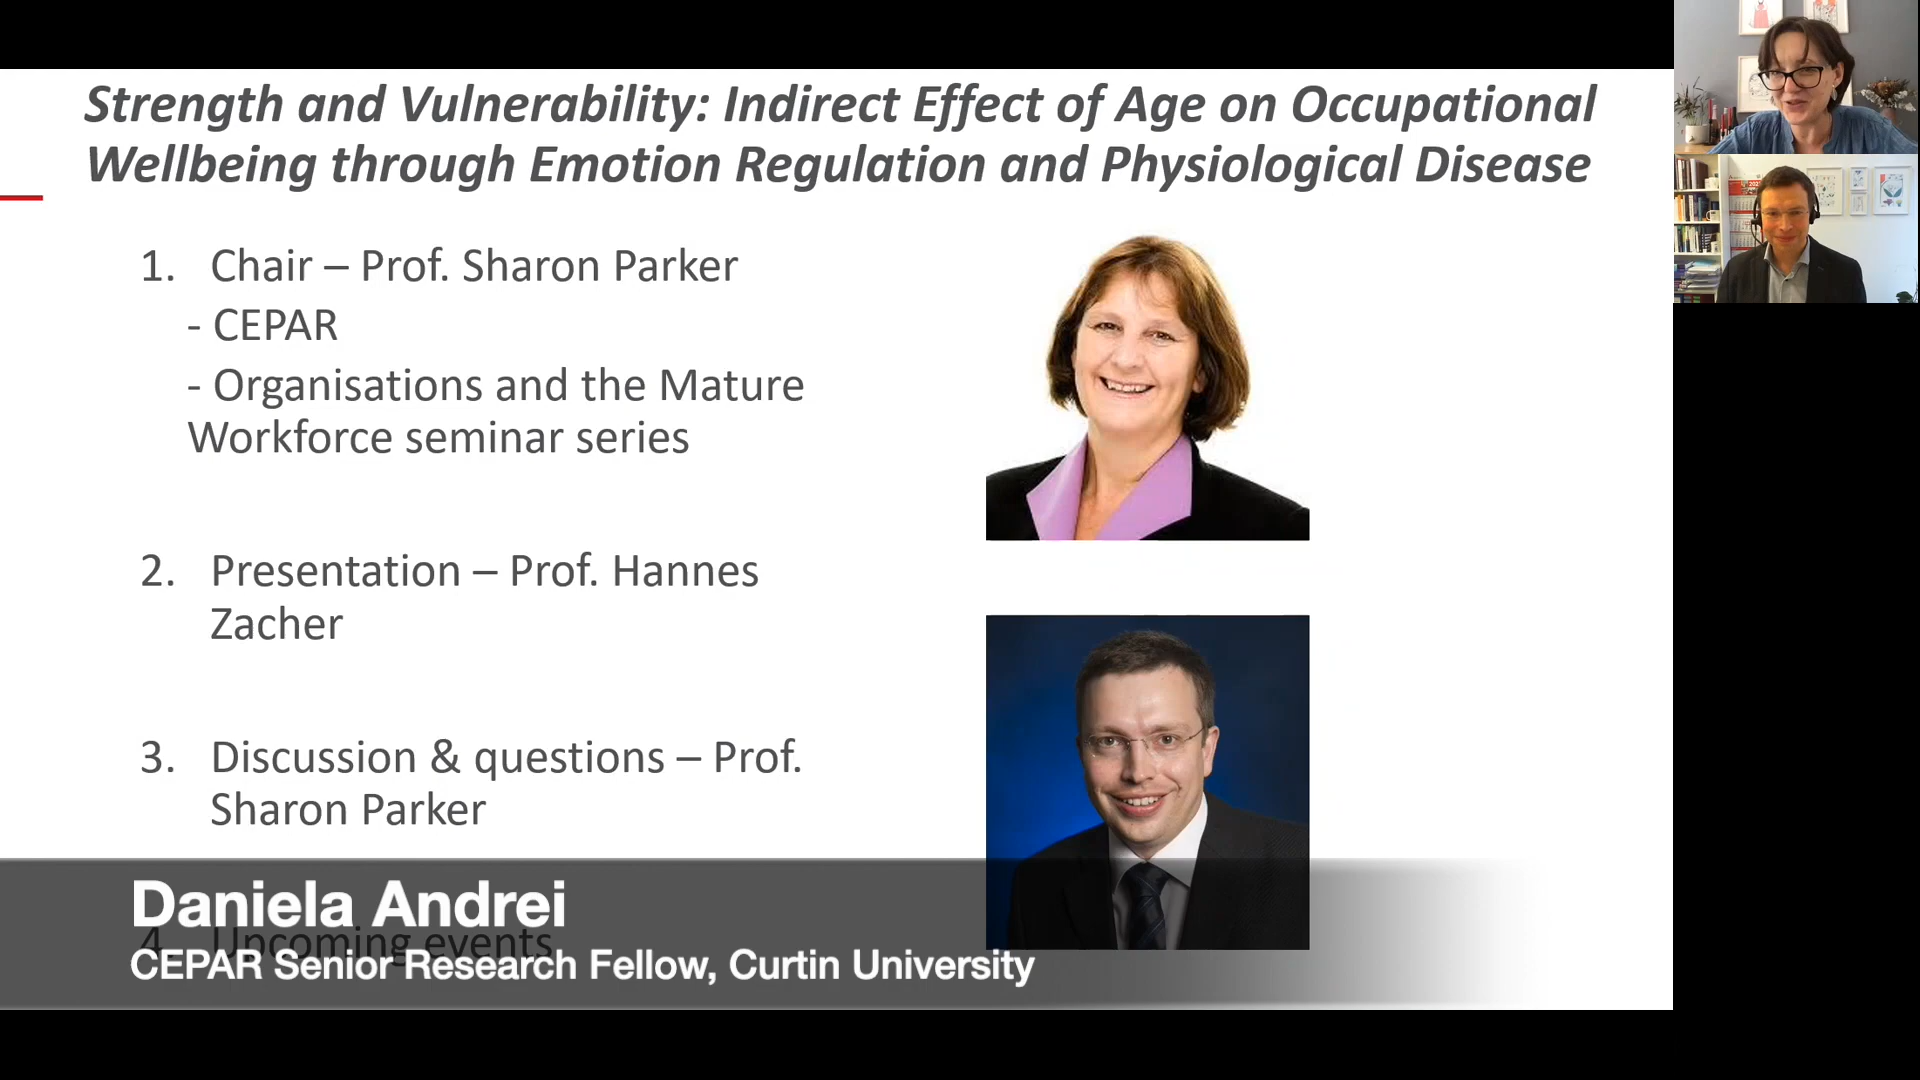 Strength and Vulnerability: Indirect Effect of Age on Occupational
Wellbeing through Emotion Regulation and Physiological Disease
1. Chair – Prof. Sharon Parker
- CEPAR
- Organisations and the Mature
Workforce seminar series
2. Presentation – Prof. Hannes
Zacher
3. Discussion & questions – Prof.
Sharon Parker
Daniela Andrei
4. Upcoming events
CEPAR Senior Research Fellow, Curtin University